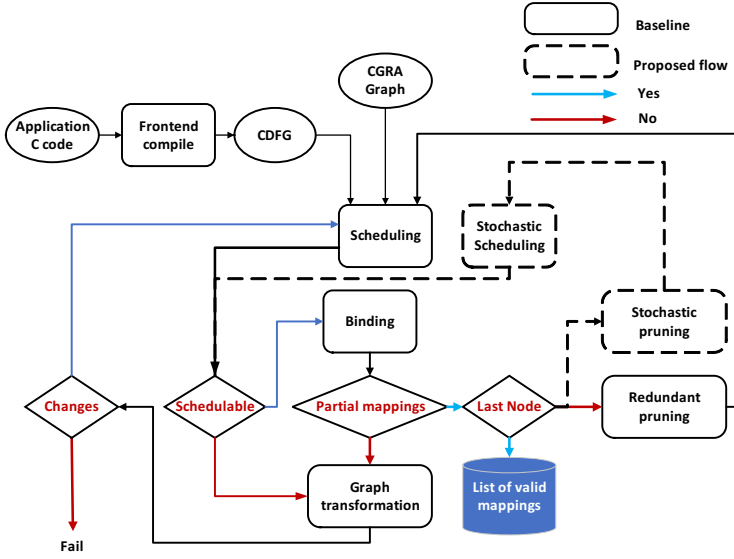 Baseline
Proposed flow
Yes
No
CGRA
Graph
Application
C code
Frontend
compile
CDFG
Scheduling
Stochastic
Scheduling
Binding
Stochastic
pruning
Changes
Schedulable
Partial mappings
Last Node
Redundant
pruning
Graph
transformation
List of valid
mappings
Fail